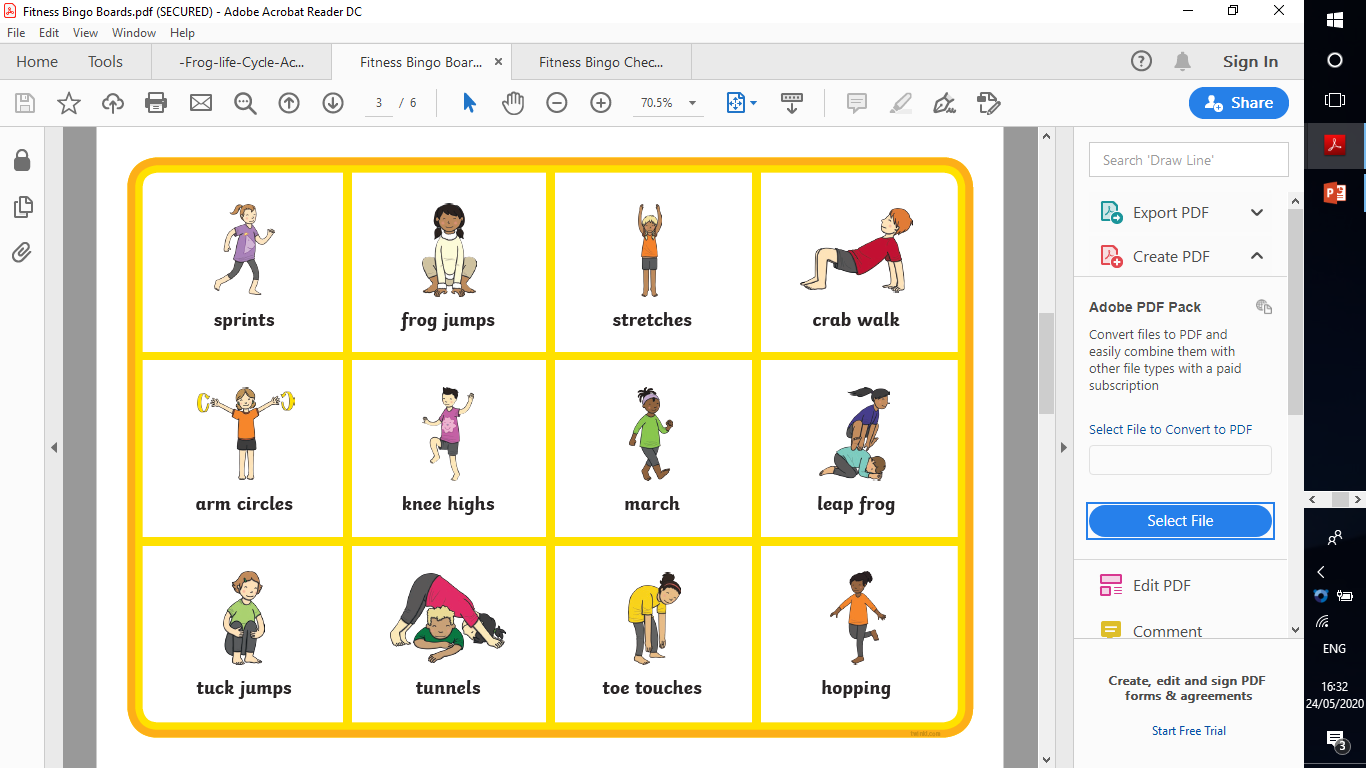 Fitness Bingo Boards.pdf (SECURED) - Adobe Acrobat Reader DC
File Edit View Window Help
Home Tools -Frog-life-Cycle-Ac... Fitness Bingo Boar... Fitness Bingo Chec... Sign In
3 / 6 70.5% Share
sprints frog jumps stretches crab walk
arm circles knee highs march leap frog
tuck jumps tunnels toe touches hopping
twinkl.com
Search 'Draw Line'
Export PDF
Create PDF
Adobe PDF Pack
Convert files to PDF and
easily combine them with
other file types with a paid
subscription
Select File to Convert to PDF
Select File
Edit PDF
Comment
Create, edit and sign PDF
forms & agreements
Start Free Trial
ENG
16:32
24/05/2020
3